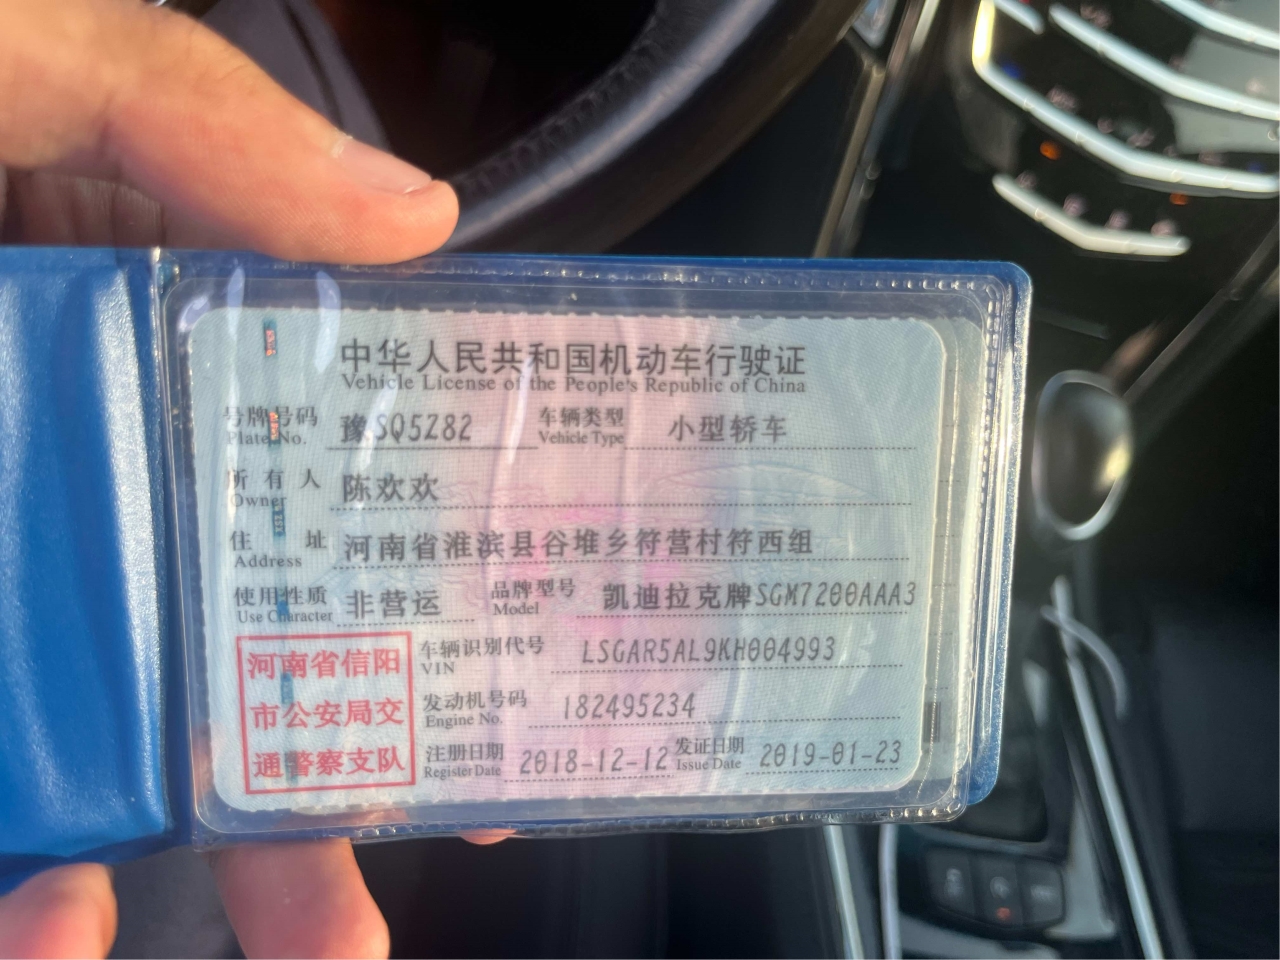 中华人民共和国机动车行驶证
Vehicle License of the People's Republic of China
号牌号码 豫SQ5Z82 车辆类型 小型轿车
Plate No. Vehicle Type
所有人 陈欢欢
Owner
住址 河南省淮滨县谷堆乡符营村符西组
Address
使用性质 非营运 品牌型号 凯迪拉克牌SGM7200AAA3
Use Character Model
车辆识别代号 LSGAR5AL9KH004993
VIN
发动机号码 182495234
Engine No.
注册日期 2018-12-12 发证日期 2019-01-23
Register Date Issue Date
河南省信阳
市公安局交
通警察支队